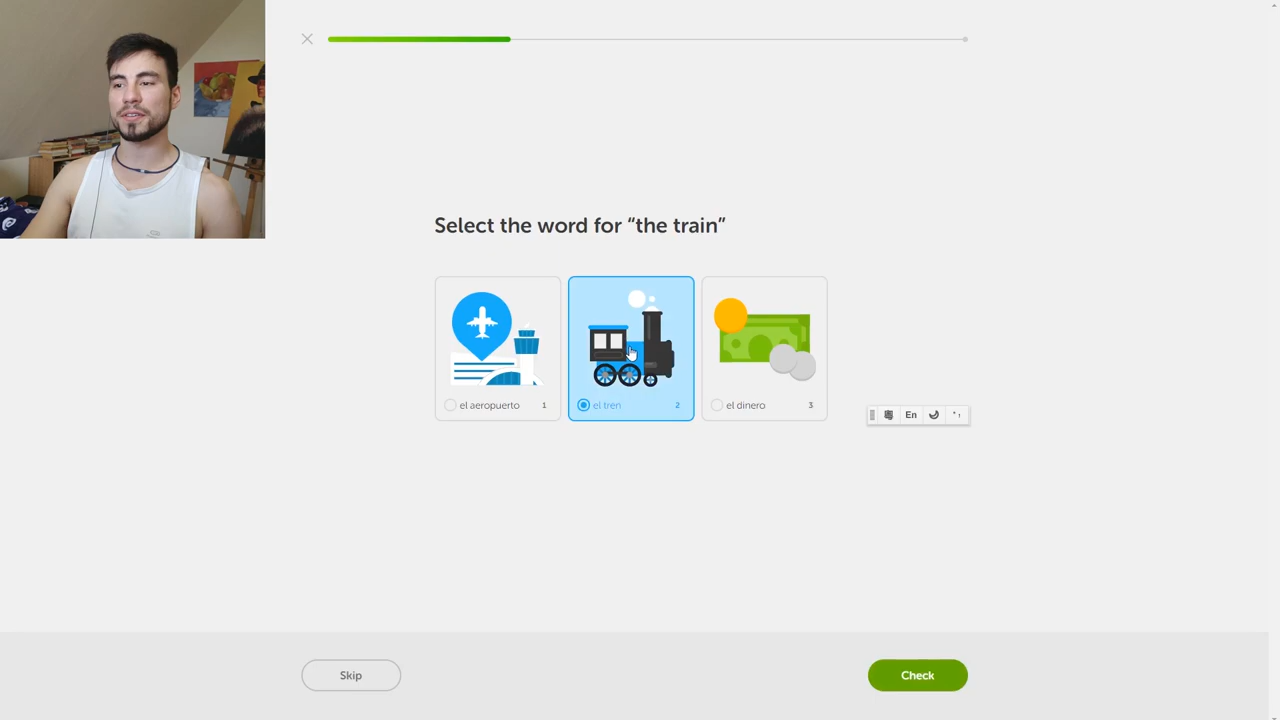 Select the word for “the train”
el aeropuerto 1
el tren 2
el dinero 3
En
Skip
Check